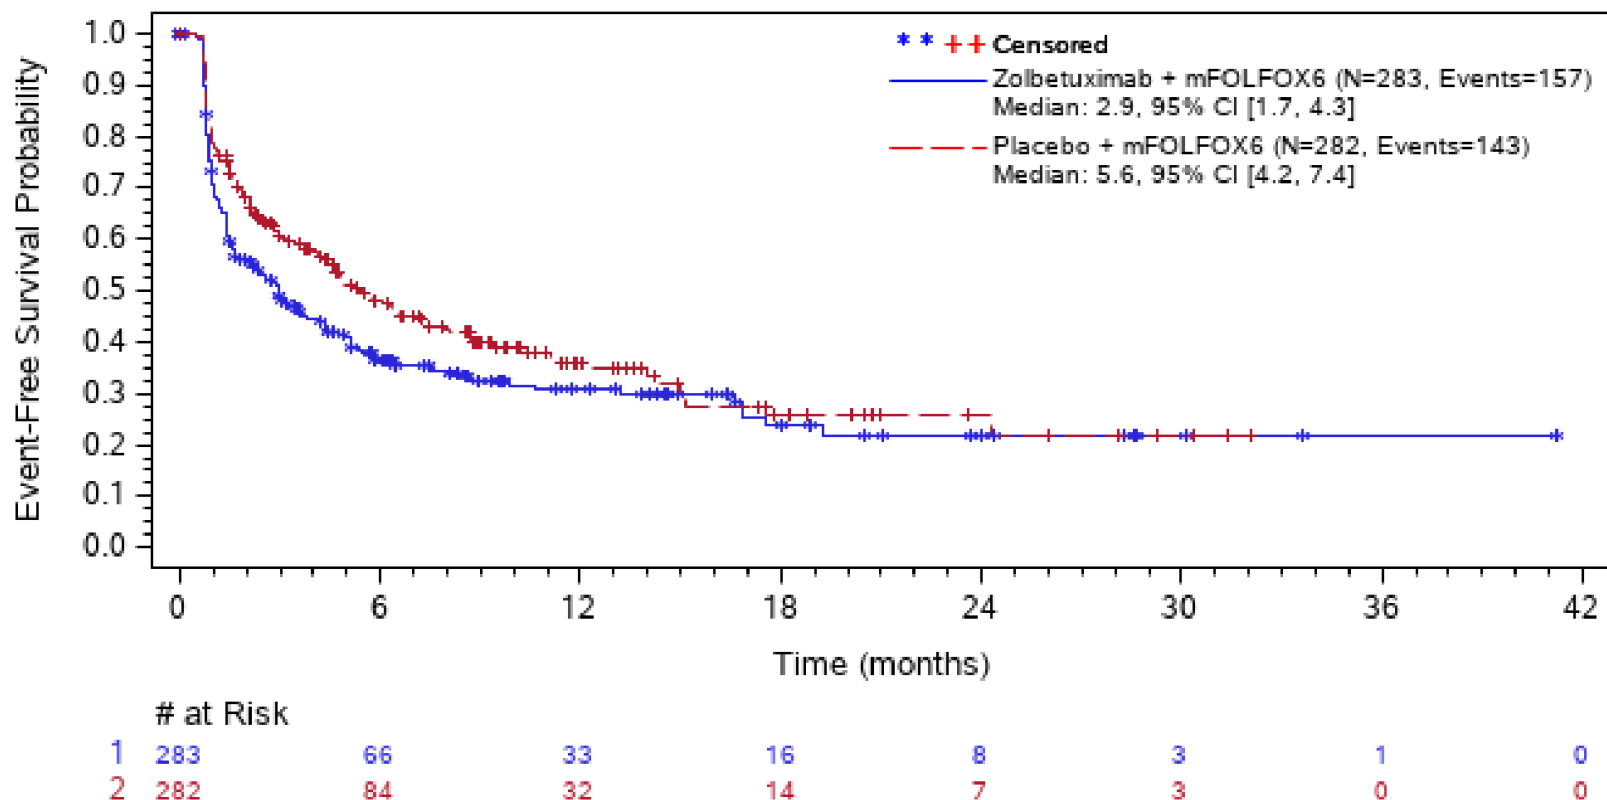 Event-Free Survival Probability
1.0
0.9
0.8
0.7
0.6
0.5
0.4
0.3
0.2
0.1
0.0
Censored
Zolbetuximab + mFOLFOX6 (N=283, Events=157)
Median: 2.9, 95% CI [1.7, 4.3]
Placebo + mFOLFOX6 (N=282, Events=143)
Median: 5.6, 95% CI [4.2, 7.4]
0 6 12 18 24 30 36 42
Time (months)
# at Risk
1 283 66 33 16 8 3 1 0
2 282 84 32 14 7 3 0 0